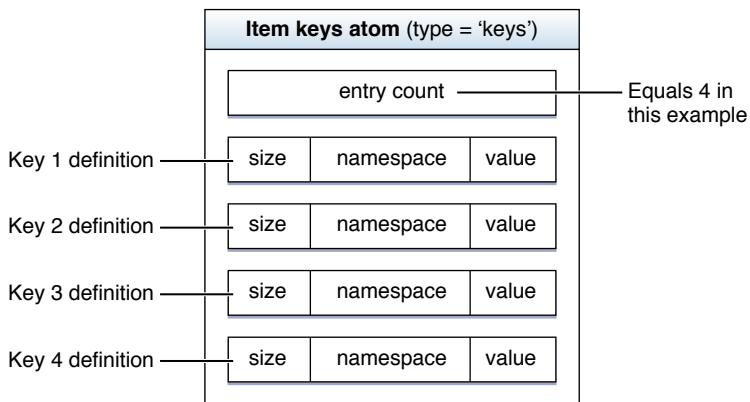 Item keys atom (type = ‘keys’)
entry count
Equals 4 in
this example
Key 1 definition
size namespace value
Key 2 definition
size namespace value
Key 3 definition
size namespace value
Key 4 definition
size namespace value